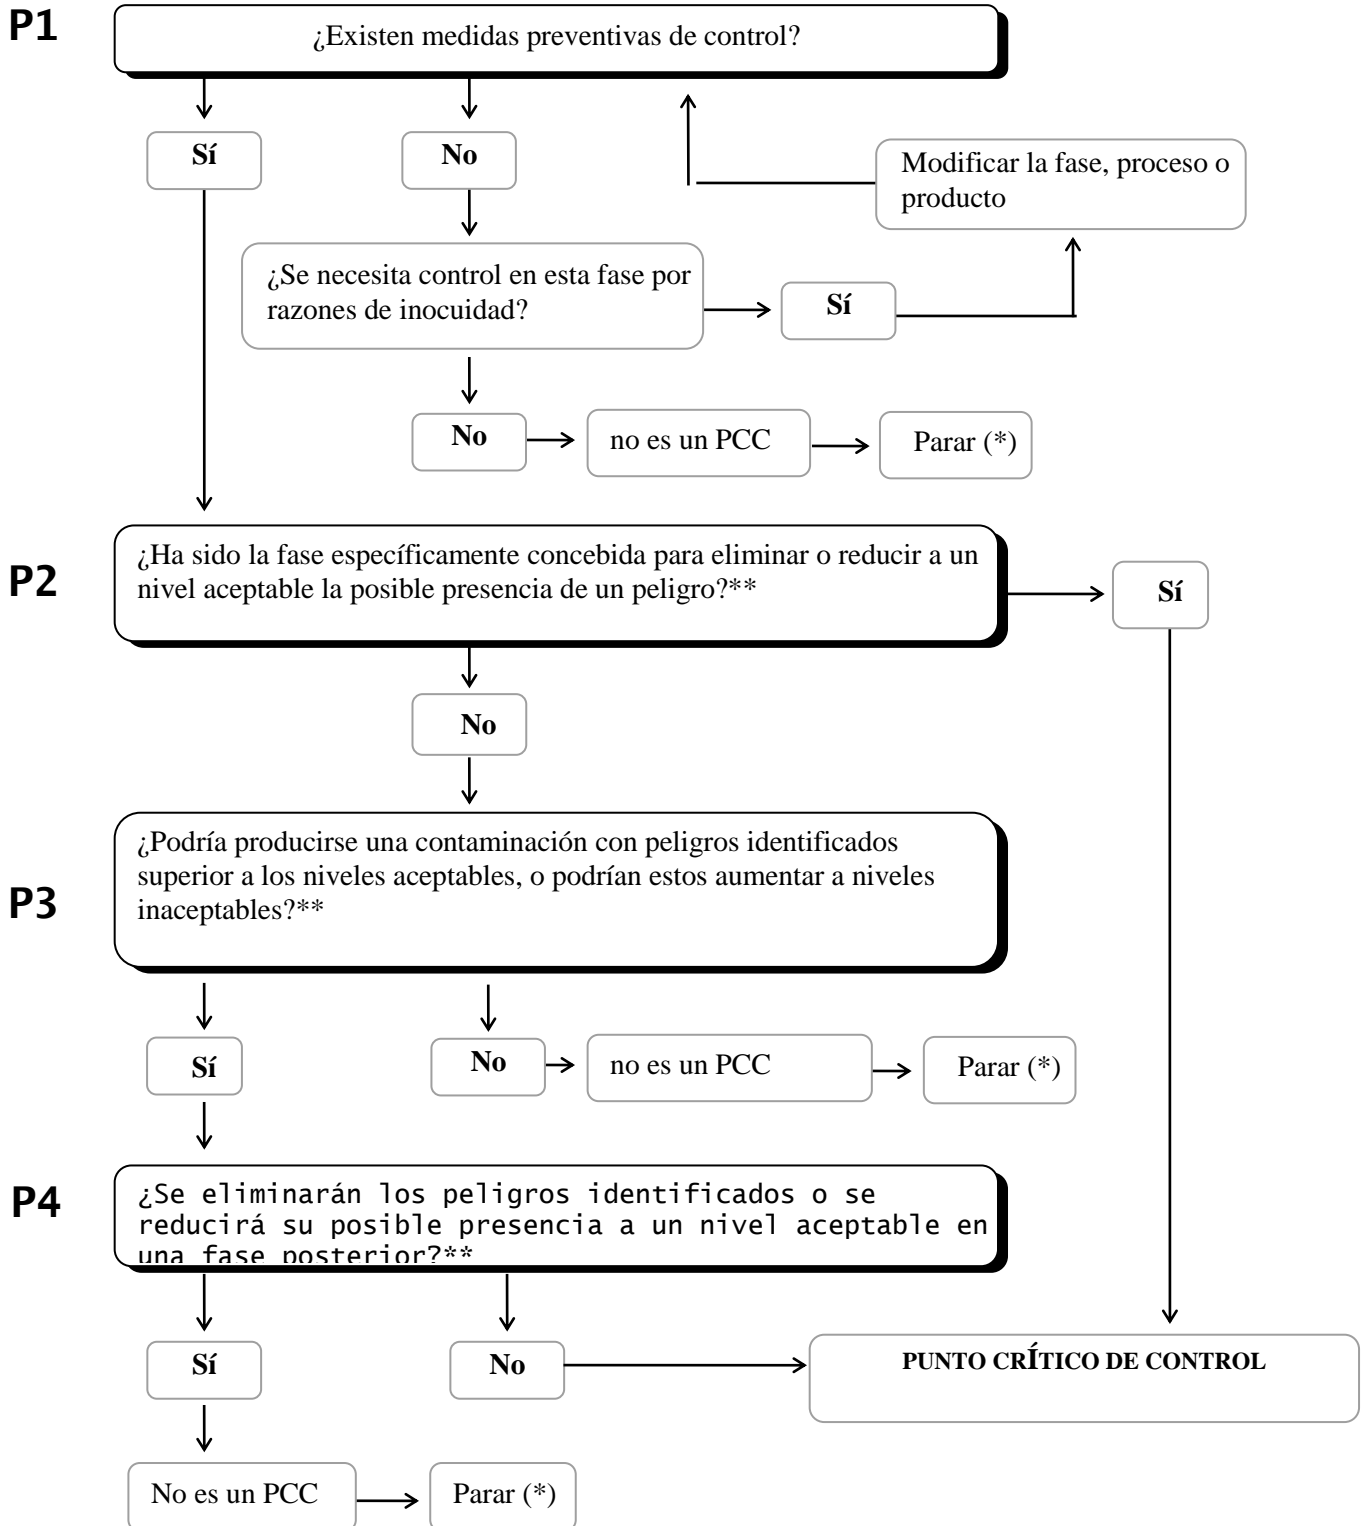 P1
¿Existen medidas preventivas de control?
Sí
No
Modificar la fase, proceso o
producto
¿Se necesita control en esta fase por
razones de inocuidad?
Sí
No
no es un PCC
Parar (*)
P2
¿Ha sido la fase específicamente concebida para eliminar o reducir a un
nivel aceptable la posible presencia de un peligro?**
Sí
No
P3
¿Podría producirse una contaminación con peligros identificados
superior a los niveles aceptables, o podrían estos aumentar a niveles
inaceptables?**
Sí
No
no es un PCC
Parar (*)
P4
¿Se eliminarán los peligros identificados o se
reducirá su posible presencia a un nivel aceptable en
una fase posterior?**
Sí
No
PUNTO CRÍTICO DE CONTROL
No es un PCC
Parar (*)